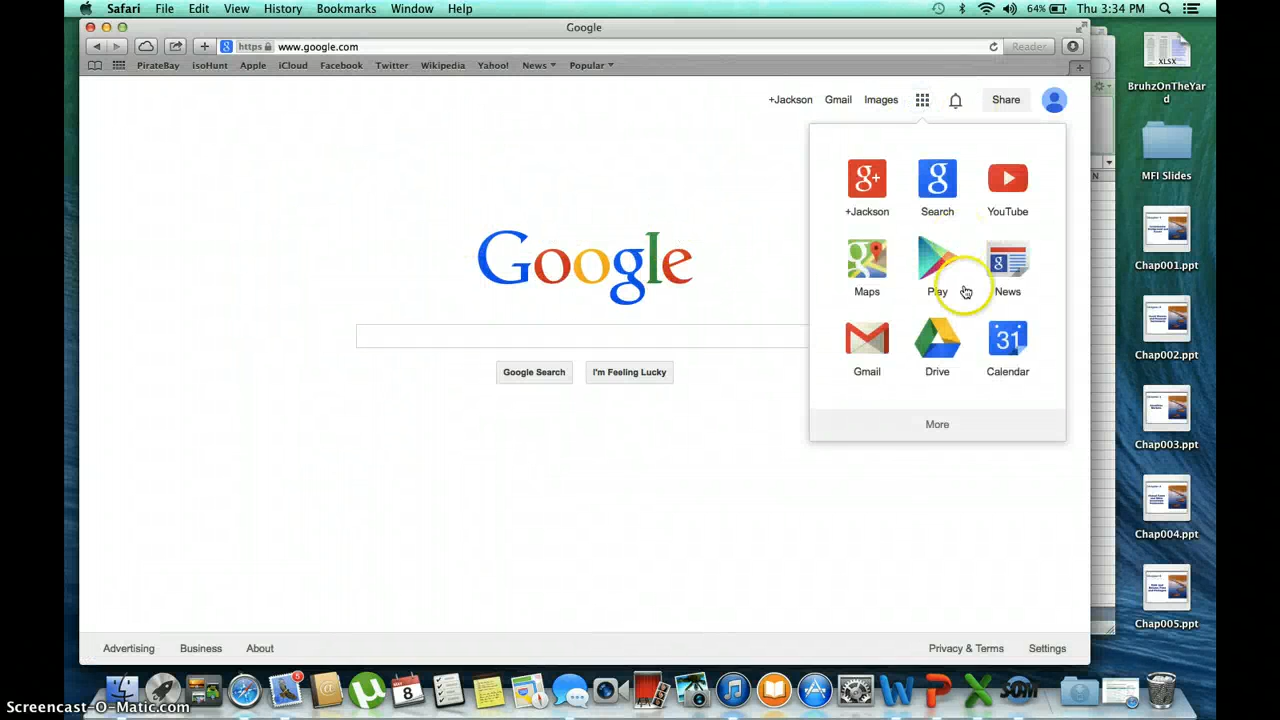 Safari File Edit View History Bookmarks Window Help 64% Thu 3:34 PM
Google
https www.google.com Reader
PirateBay isoHunt Apple iCloud Facebook Twitter Wikipedia Yahoo! News Popular
+Jackson Gmail Images Share
g+ g
+Jackson Search YouTube
g g
Maps Play News
31
Gmail Drive Calendar
More
Google
Google Search I'm Feeling Lucky
Advertising Business About Privacy & Terms Settings
N
XLSX
BruhzOnTheYar
d
MFI Slides
Chap001.ppt
Chap002.ppt
Chap003.ppt
Chap004.ppt
Chap005.ppt
5
W P X SOM
Screencast-O-Matic.com